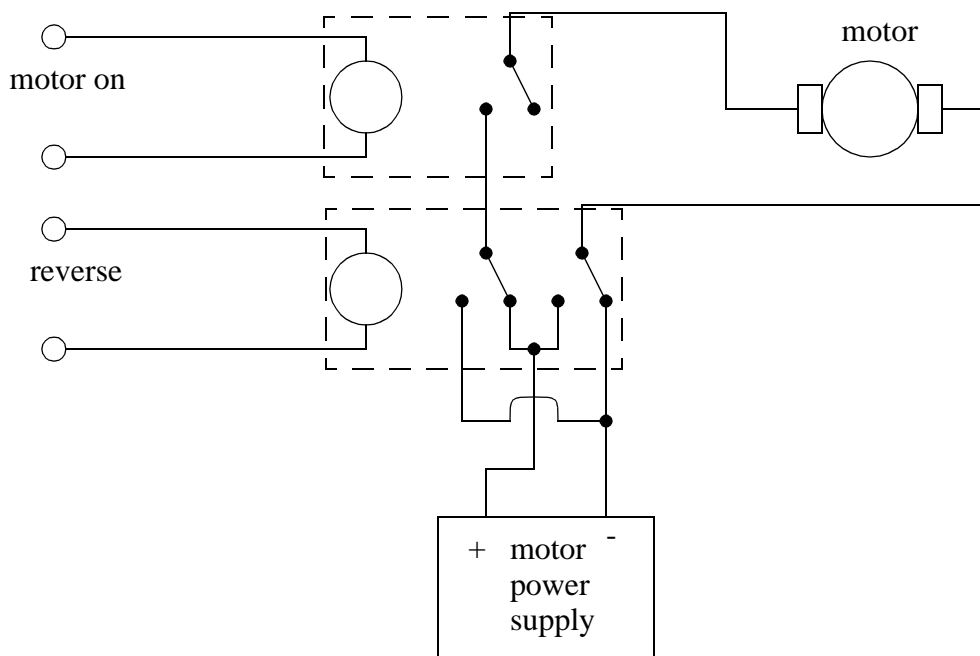 motor
motor on
reverse
+ motor -
power
supply